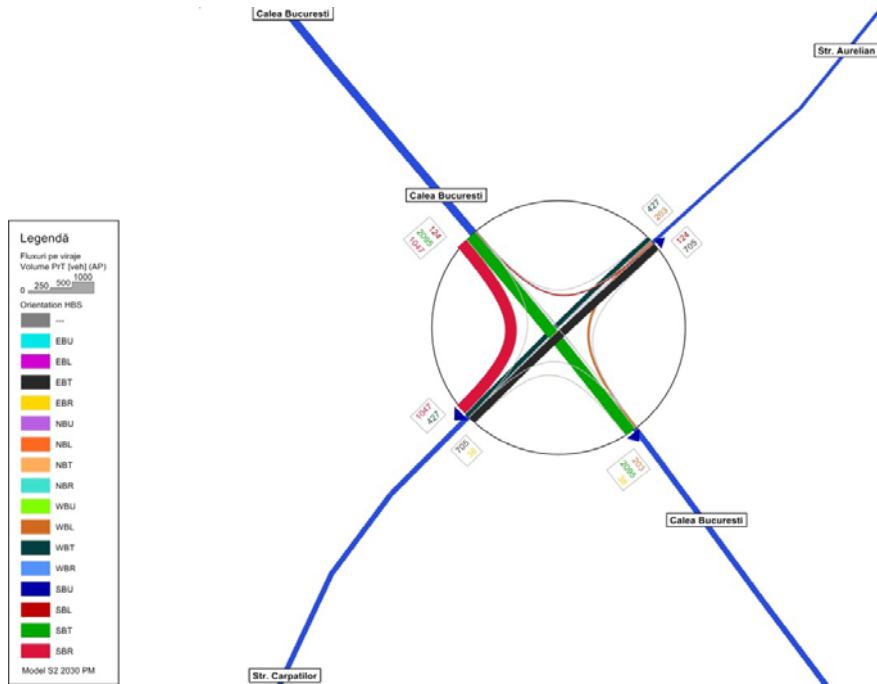 Calea Bucuresti
Str. Aurelian
Calea Bucuresti
427
203
124
2095
1047
124
705
1047
427
705
36
203
2095
36
Calea Bucuresti
Str. Carpatilor
Legendă
Fluxuri pe viraje
Volume PrT [veh] (AP)
0 250 500 1000
Orientation HBS
---
EBU
EBL
EBT
EBR
NBU
NBL
NBT
NBR
WBU
WBL
WBT
WBR
SBU
SBL
SBT
SBR
Model S2 2030 PM